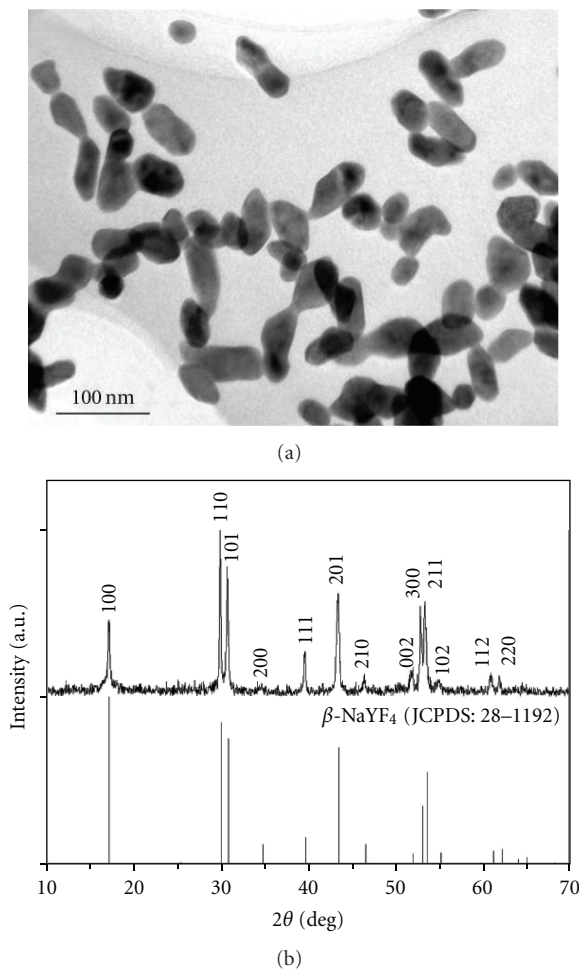 100 nm
(a)
110
101
100
200
111
201
210
002
300
211
102
112
220
β-NaYF₄ (JCPDS: 28–1192)
Intensity (a.u.)
10 20 30 40 50 60 70
2θ (deg)
(b)